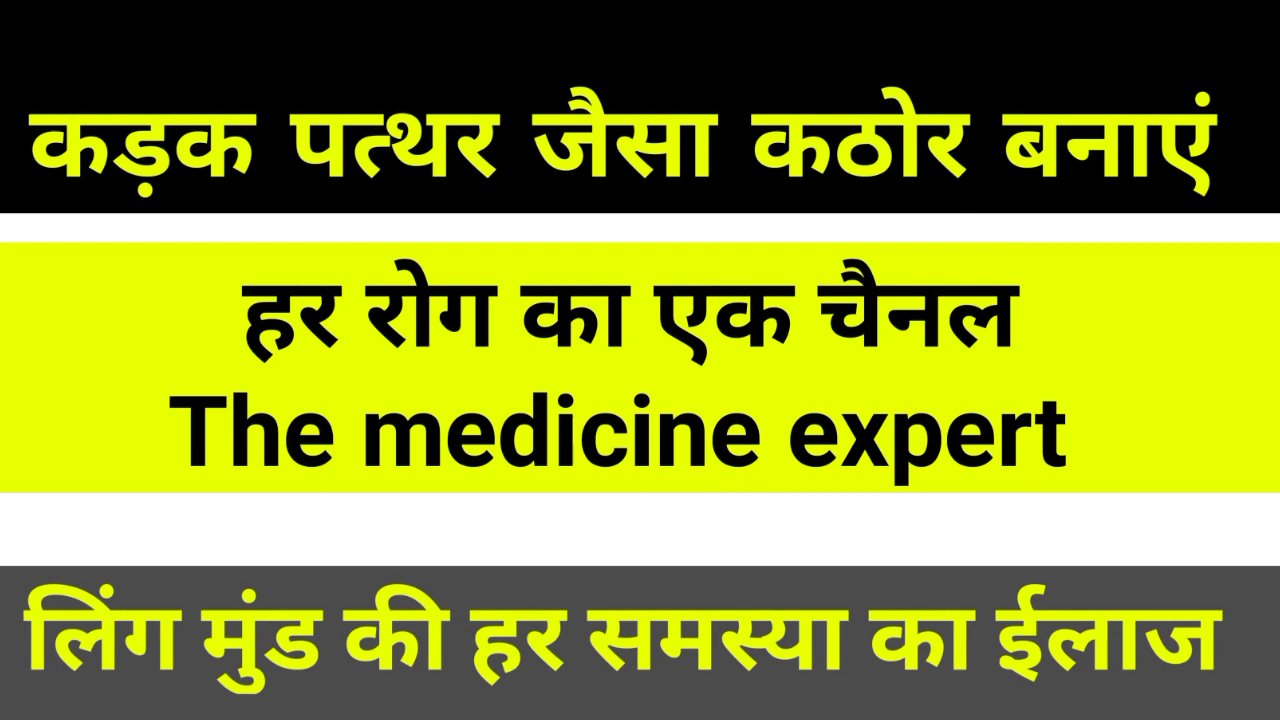 कड़क पत्थर जैसा कठोर बनाएं
हर रोग का एक चैनल
The medicine expert
लिंग मुंड की हर समस्या का ईलाज